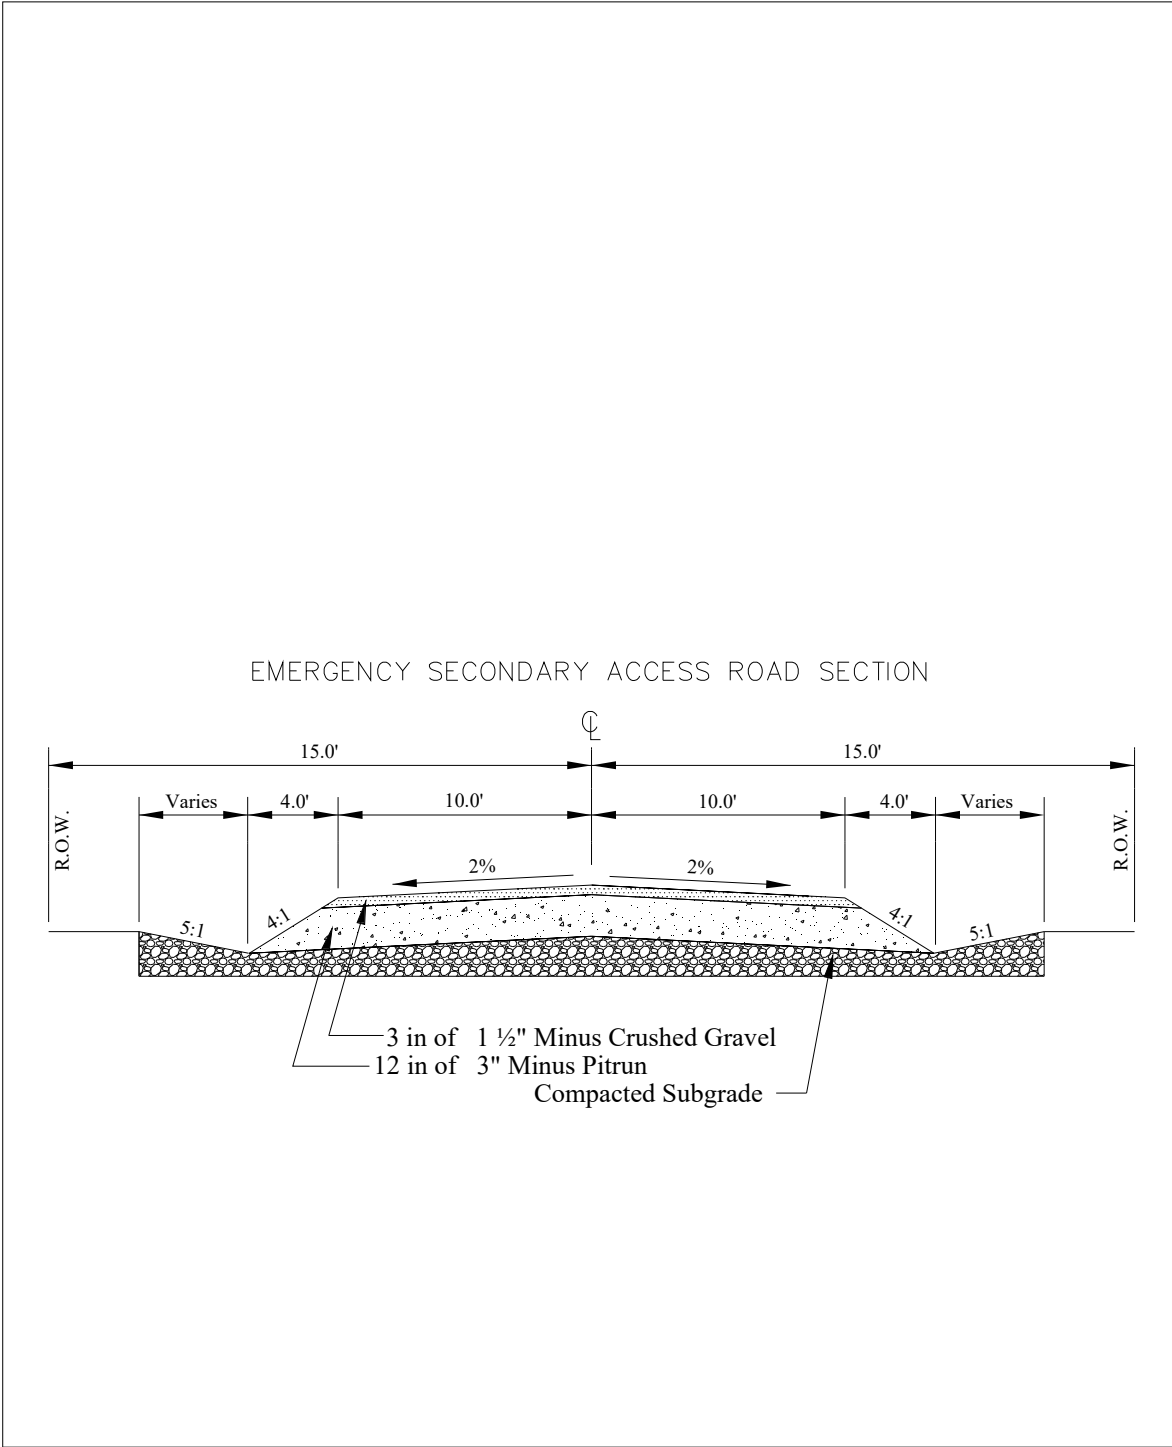 EMERGENCY SECONDARY ACCESS ROAD SECTION
℄
15.0' 15.0'
Varies 4.0' 10.0' 10.0' 4.0' Varies
R.O.W. R.O.W.
2% 2%
5:1 4:1 4:1 5:1
3 in of 1 ½" Minus Crushed Gravel
12 in of 3" Minus Pitrun
Compacted Subgrade